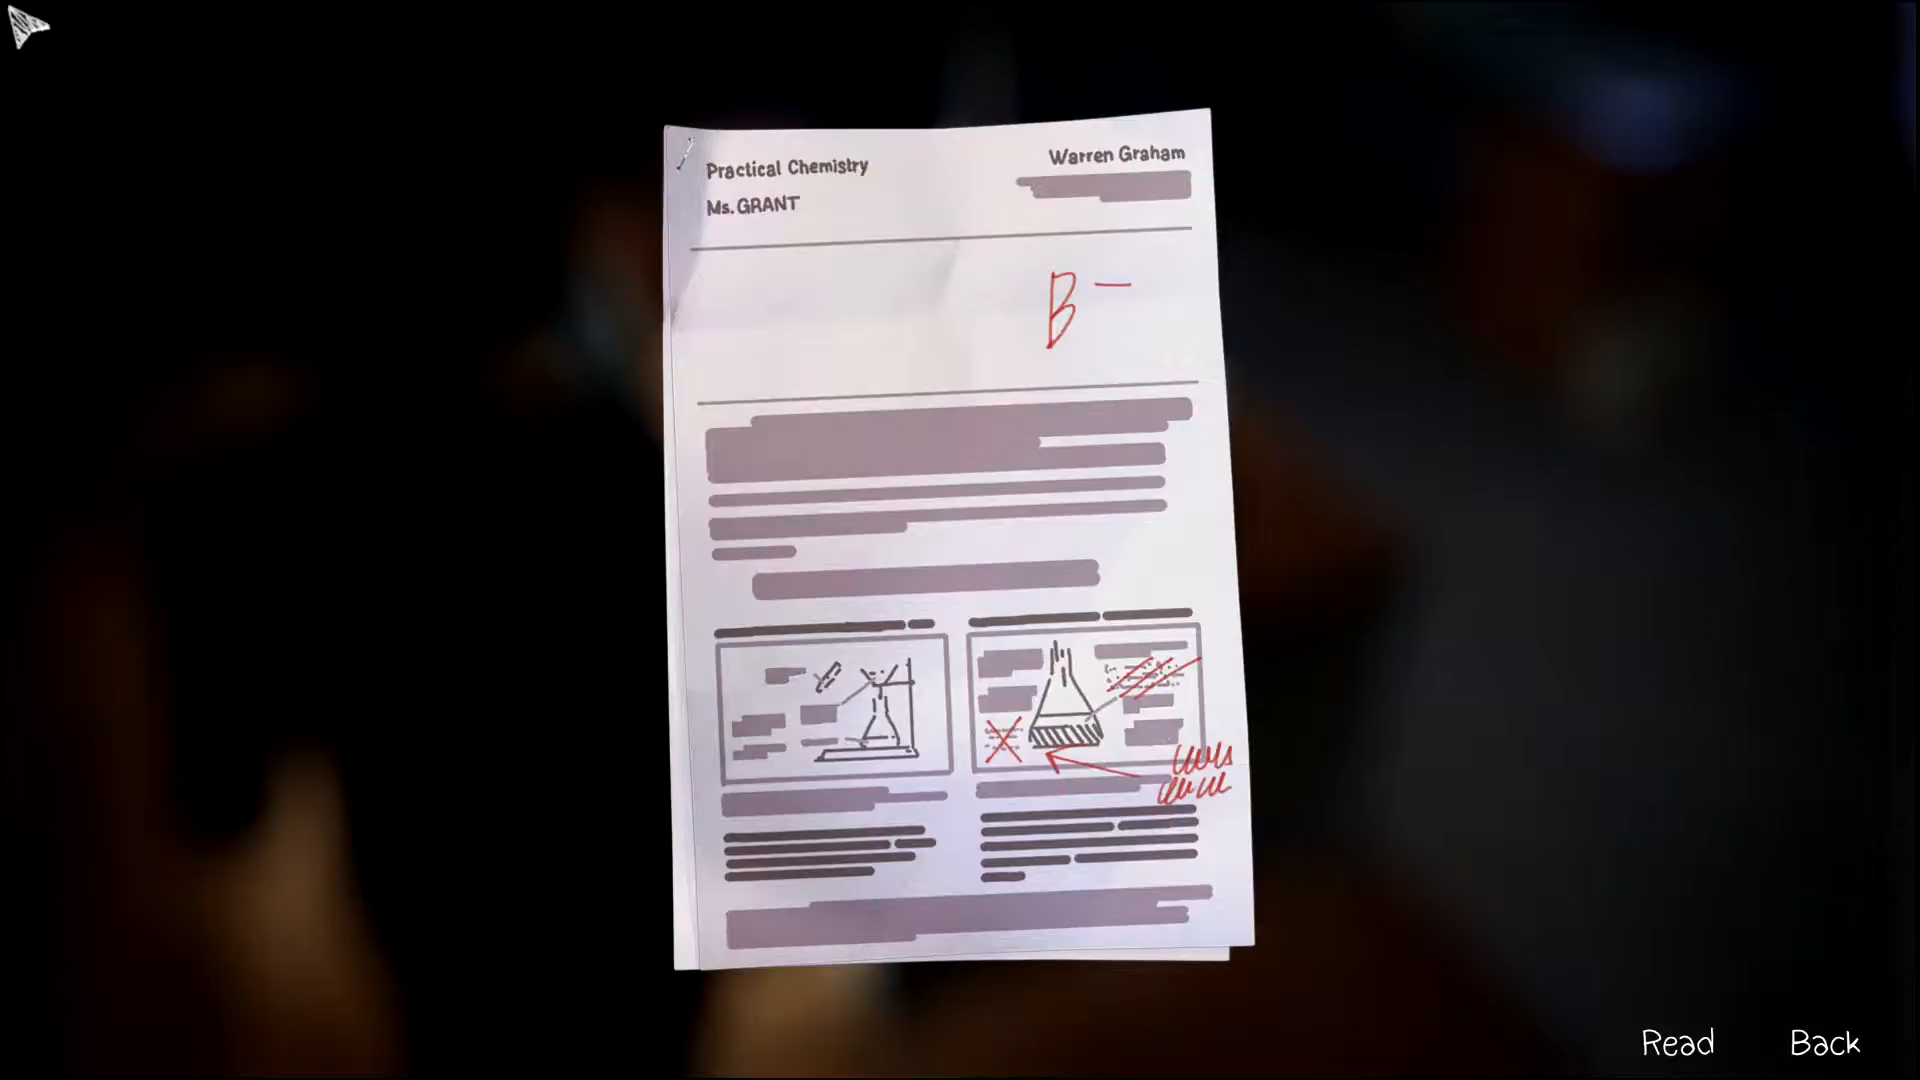 Practical Chemistry
Warren Graham
Ms. GRANT
B-
Read
Back